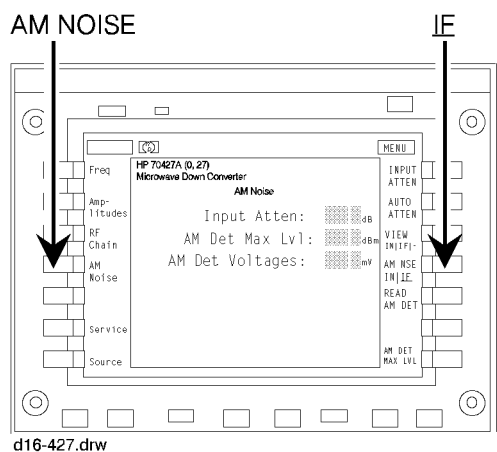 AM NOISE
IF
MENU
HP 70427A (0, 27)
Microwave Down Converter
AM Noise
Freq
Amp-
litudes
RF
Chain
AM
Noise
Service
Source
Input Atten: dB
AM Det Max Lvl: dBm
AM Det Voltages: mV
INPUT
ATTEN
AUTO
ATTEN
VIEW
IN|IF|-
AM NSE
IN|IF
READ
AM DET
AM DET
MAX LVL
d16-427.drw